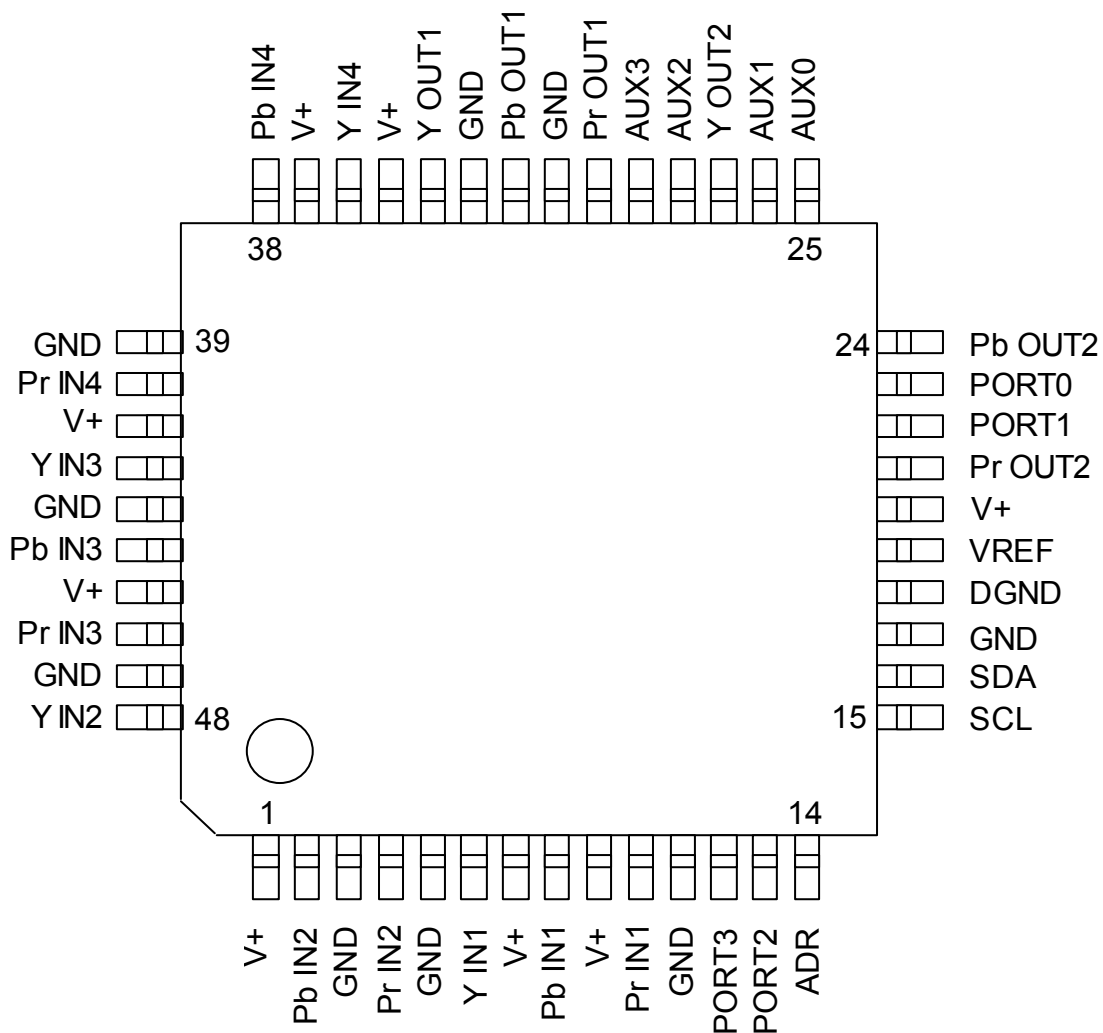 Pb IN4
V+
Y IN4
V+
Y OUT1
GND
Pb OUT1
GND
Pr OUT1
AUX3
AUX2
Y OUT2
AUX1
AUX0
38
25
GND
39
24
Pb OUT2
Pr IN4
PORT0
V+
PORT1
Y IN3
Pr OUT2
GND
V+
Pb IN3
VREF
V+
DGND
Pr IN3
GND
GND
SDA
Y IN2
48
15
SCL
1
14
V+
Pb IN2
GND
Pr IN2
GND
Y IN1
V+
Pb IN1
V+
Pr IN1
GND
PORT3
PORT2
ADR